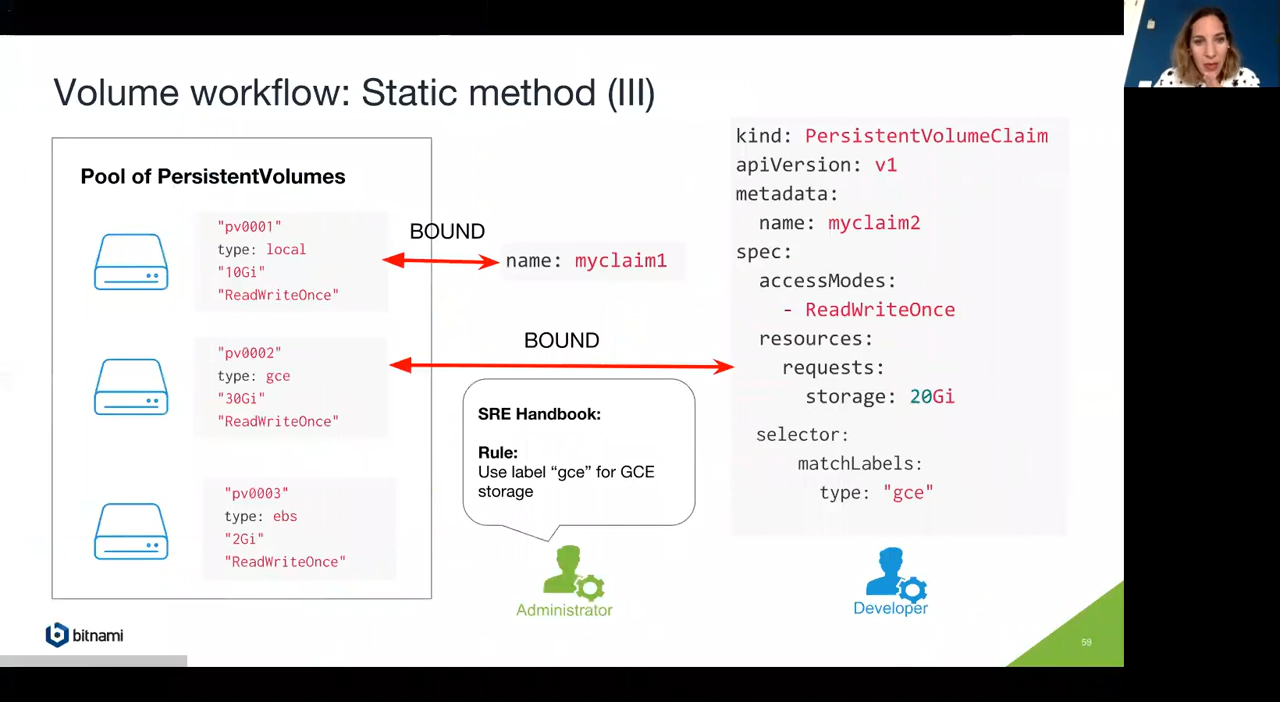 Volume workflow: Static method (III)
Pool of PersistentVolumes
"pv0001"
type: local
"10Gi"
"ReadWriteOnce"
"pv0002"
type: gce
"30Gi"
"ReadWriteOnce"
"pv0003"
type: ebs
"2Gi"
"ReadWriteOnce"
BOUND
name: myclaim1
BOUND
SRE Handbook:
Rule:
Use label “gce” for GCE
storage
Administrator
kind: PersistentVolumeClaim
apiVersion: v1
metadata:
name: myclaim2
spec:
accessModes:
- ReadWriteOnce
resources:
requests:
storage: 20Gi
selector:
matchLabels:
type: "gce"
Developer
bitnami
59